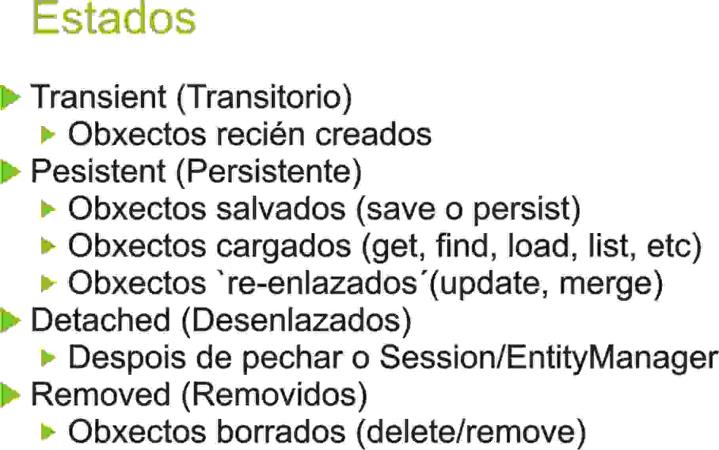 Estados
Transient (Transitorio)
Obxectos recién creados
Pesistent (Persistente)
Obxectos salvados (save o persist)
Obxectos cargados (get, find, load, list, etc)
Obxectos `re-enlazados´(update, merge)
Detached (Desenlazados)
Despois de pechar o Session/EntityManager
Removed (Removidos)
Obxectos borrados (delete/remove)